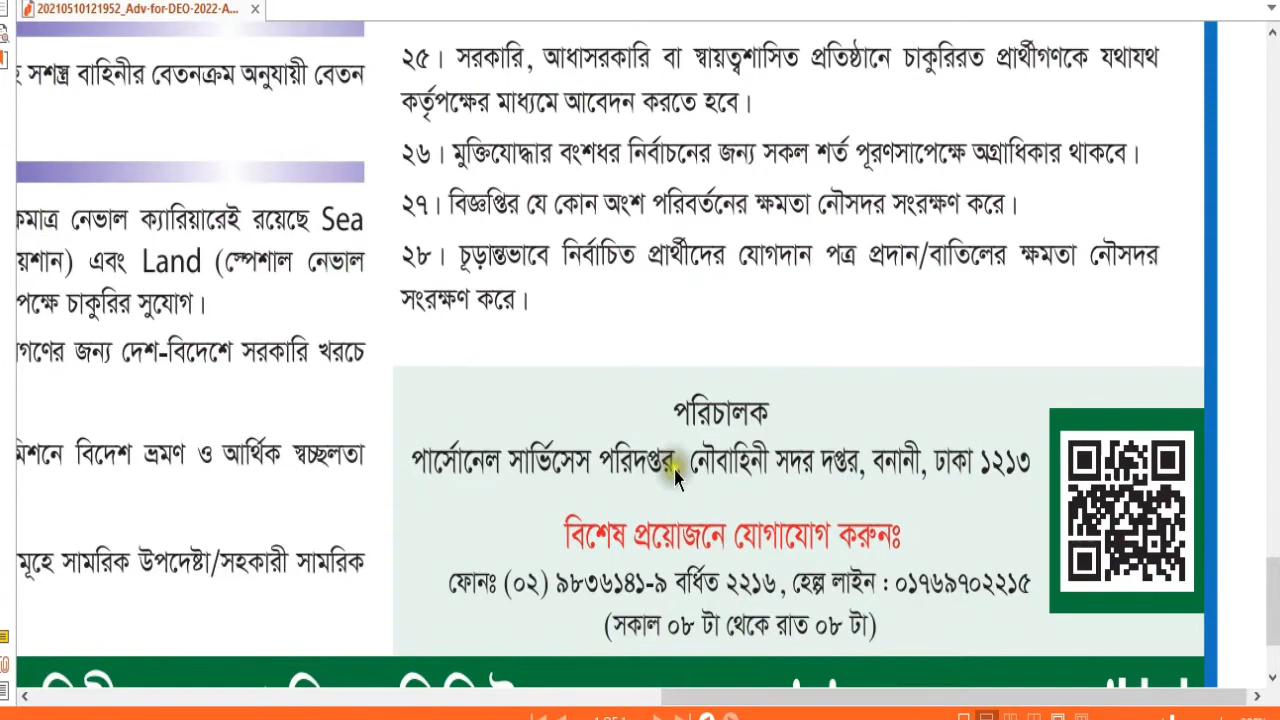 20210510121952_Adv-for-DEO-2022-A...
সশস্ত্র বাহিনীর বেতনক্রম অনুযায়ী বেতন
নেভাল ক্যারিয়ারেই রয়েছে Sea
এবং Land (স্পেশাল নেভাল
চাকুরির সুযোগ।
জন্য দেশ-বিদেশে সরকারি খরচে
বিদেশ ভ্রমণ ও আর্থিক স্বচ্ছলতা
সামরিক উপদেষ্টা/সহকারী সামরিক
২৫। সরকারি, আধাসরকারি বা স্বায়ত্বশাসিত প্রতিষ্ঠানে চাকুরিরত প্রার্থীগণকে যথাযথ
কর্তৃপক্ষের মাধ্যমে আবেদন করতে হবে।
২৬। মুক্তিযোদ্ধার বংশধর নির্বাচনের জন্য সকল শর্ত পূরণসাপেক্ষে অগ্রাধিকার থাকবে।
২৭। বিজ্ঞপ্তির যে কোন অংশ পরিবর্তনের ক্ষমতা নৌসদর সংরক্ষণ করে।
২৮। চূড়ান্তভাবে নির্বাচিত প্রার্থীদের যোগদান পত্র প্রদান/বাতিলের ক্ষমতা নৌসদর
সংরক্ষণ করে।
পরিচালক
পার্সোনেল সার্ভিসেস পরিদপ্তর, নৌবাহিনী সদর দপ্তর, বনানী, ঢাকা ১২১৩
বিশেষ প্রয়োজনে যোগাযোগ করুনঃ
ফোনঃ (০২) ৯৮৩৬১৪১-৯ বর্ধিত ২২১৬, হেল্প লাইন : ০১৭৬৯৭০২২১৫
(সকাল ০৮ টা থেকে রাত ০৮ টা)